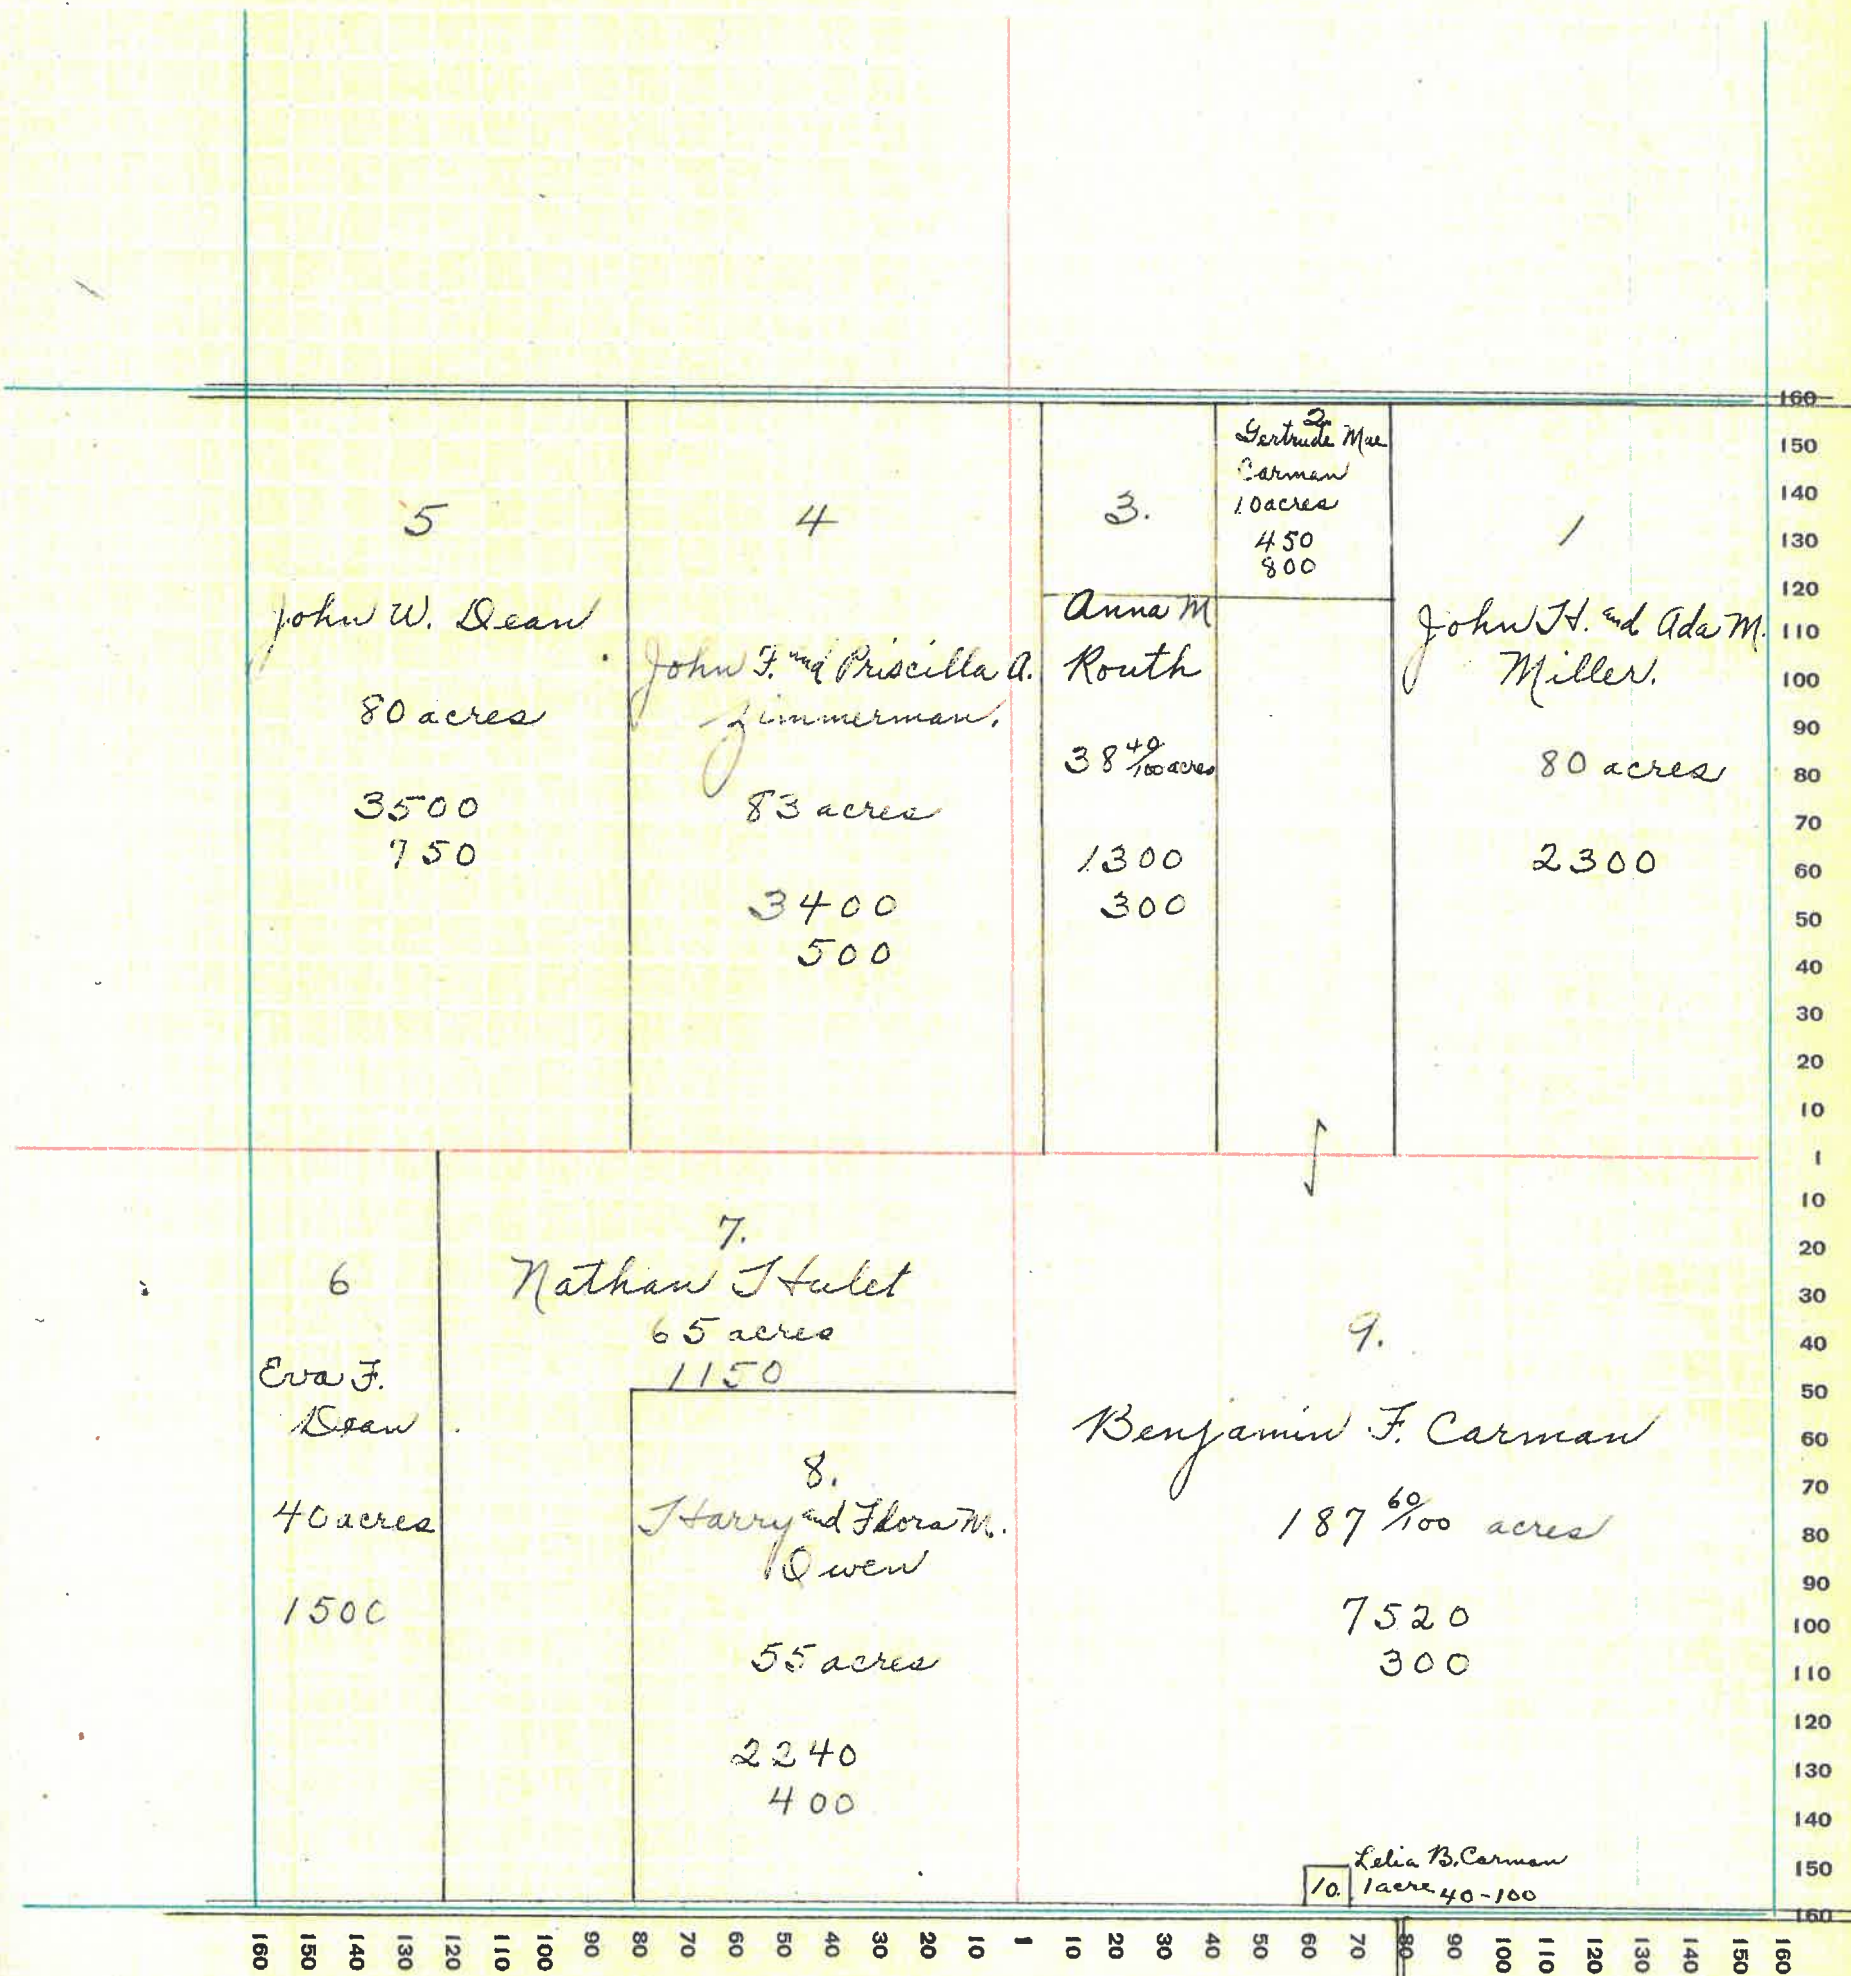 5
John W. Dean
80 acres
3500
750
4
John F. and Priscilla A.
Zimmerman.
83 acres
3400
500
3.
Anna M
Routh
38 40/100 acres
1300
300
2
Gertrude Mae
Carman
10 acres
450
800
1
John H. and Ada M.
Miller.
80 acres
2300
6
Eva F.
Dean
40 acres
1500
7.
Nathan Hulet
65 acres
1150
8.
Harry and Flora M.
Owen
55 acres
2240
400
9.
Benjamin F. Carman
187 60/100 acres
7520
300
10.
Lelia B. Carman
1 acre 40-100
160
150
140
130
120
110
100
90
80
70
60
50
40
30
20
10
1
10
20
30
40
50
60
70
80
90
100
110
120
130
140
150
160
160 150 140 130 120 110 100 90 80 70 60 50 40 30 20 10 1 10 20 30 40 50 60 70 80 90 100 110 120 130 140 150 160